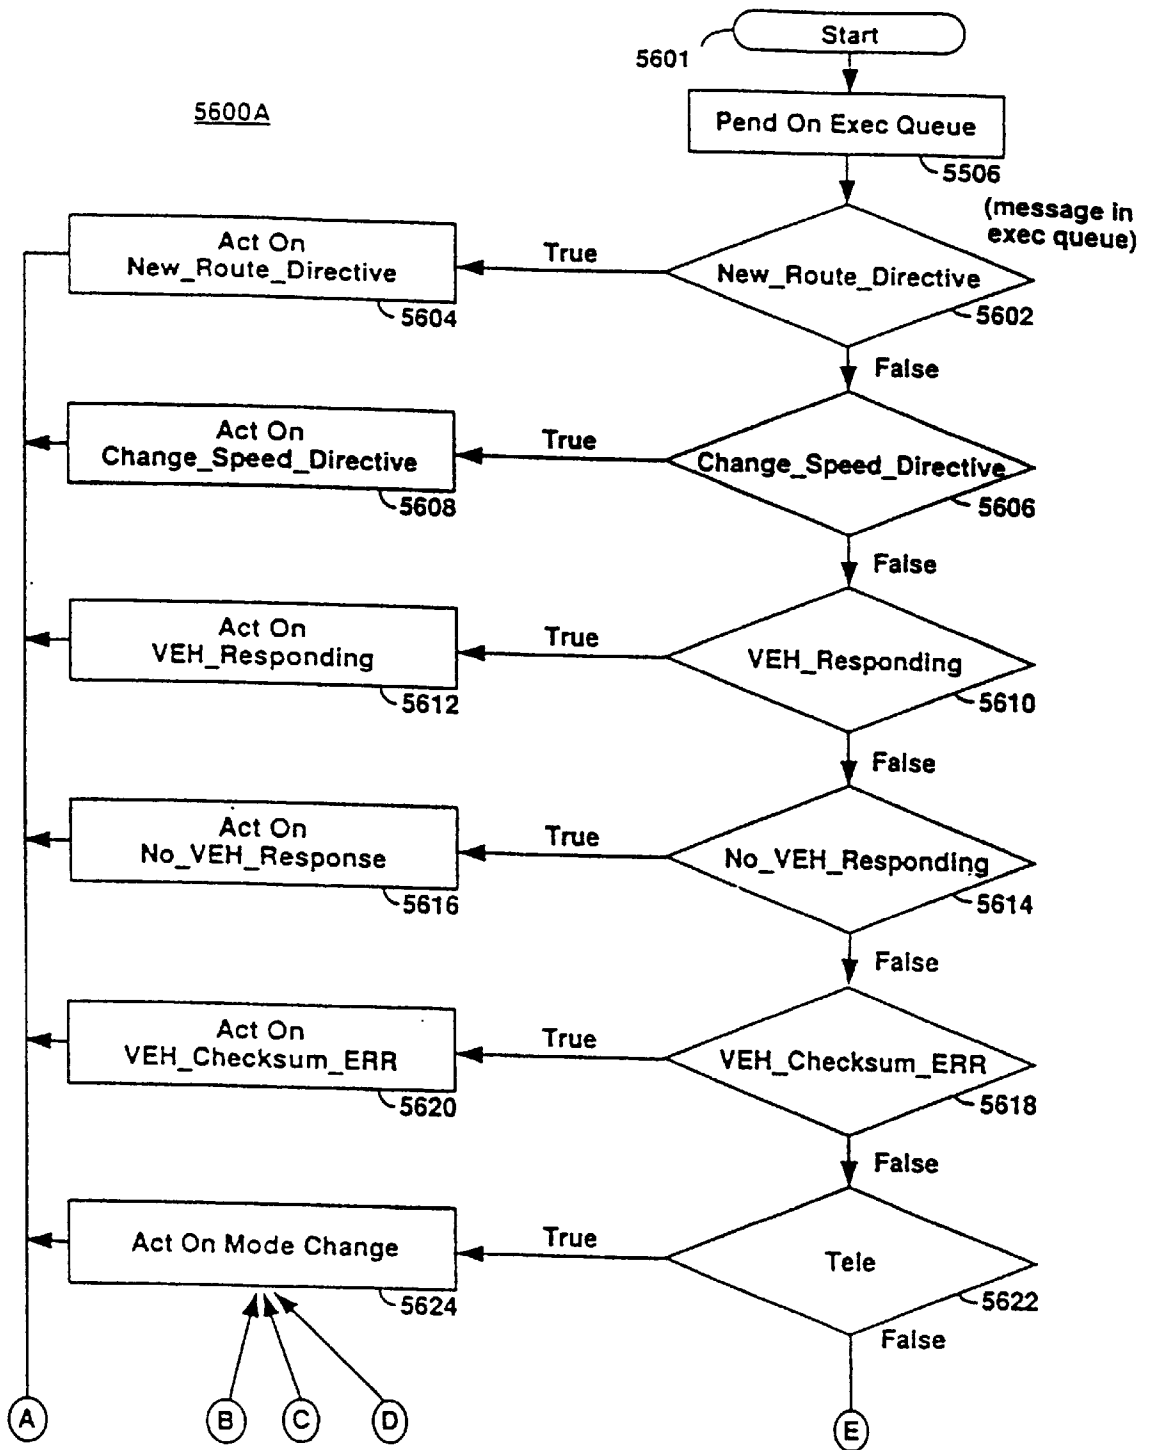 Start
5601
5600A
Pend On Exec Queue
5506
(message in
exec queue)
Act On
New_Route_Directive
5604
True
New_Route_Directive
5602
False
Act On
Change_Speed_Directive
5608
True
Change_Speed_Directive
5606
False
Act On
VEH_Responding
5612
True
VEH_Responding
5610
False
Act On
No_VEH_Response
5616
True
No_VEH_Responding
5614
False
Act On
VEH_Checksum_ERR
5620
True
VEH_Checksum_ERR
5618
False
Act On Mode Change
5624
True
Tele
5622
False
A
B
C
D
E